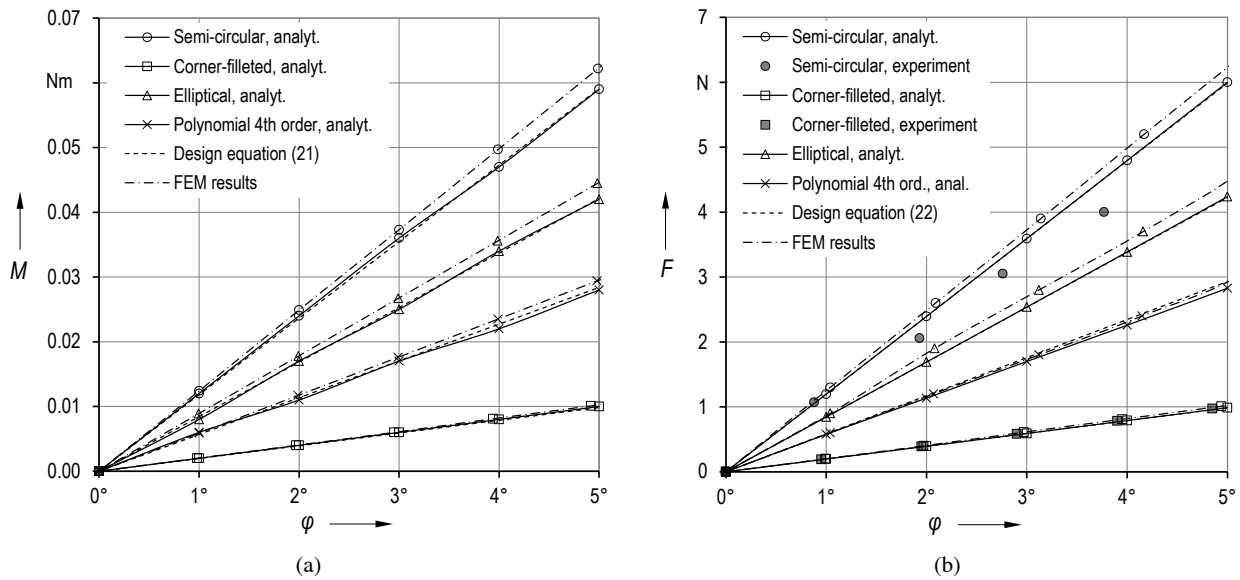 0.07
Nm
0.05
0.04
0.03
0.02
0.01
0.00
M
Semi-circular, analyt.
Corner-filleted, analyt.
Elliptical, analyt.
Polynomial 4th order, analyt.
Design equation (21)
FEM results
0° 1° 2° 3° 4° 5°
φ
(a)
7
N
5
4
3
2
1
0
F
Semi-circular, analyt.
Semi-circular, experiment
Corner-filleted, analyt.
Corner-filleted, experiment
Elliptical, analyt.
Polynomial 4th ord., anal.
Design equation (22)
FEM results
0° 1° 2° 3° 4° 5°
φ
(b)